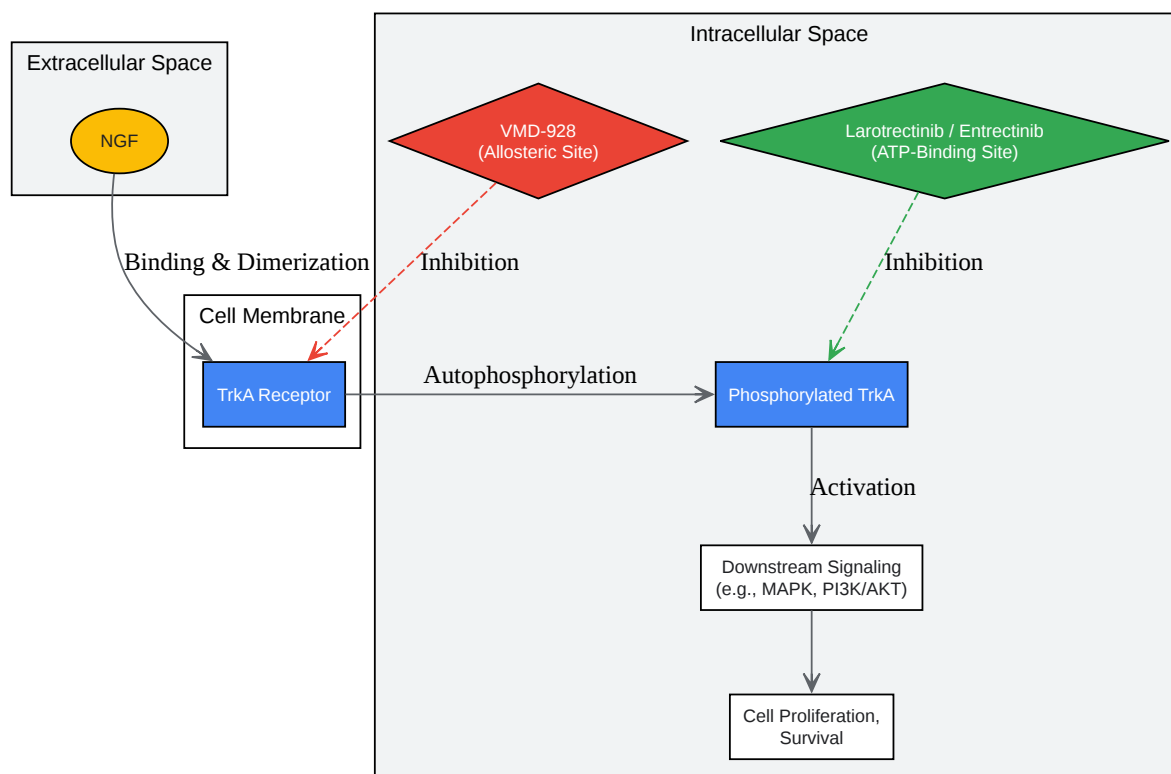 Intracellular Space
Extracellular Space
NGF
VMD-928
(Allosteric Site)
Larotrectinib / Entrectinib
(ATP-Binding Site)
Binding & Dimerization
Inhibition
Inhibition
Cell Membrane
TrkA Receptor
Autophosphorylation
Phosphorylated TrkA
Activation
Downstream Signaling
(e.g., MAPK, PI3K/AKT)
Cell Proliferation,
Survival